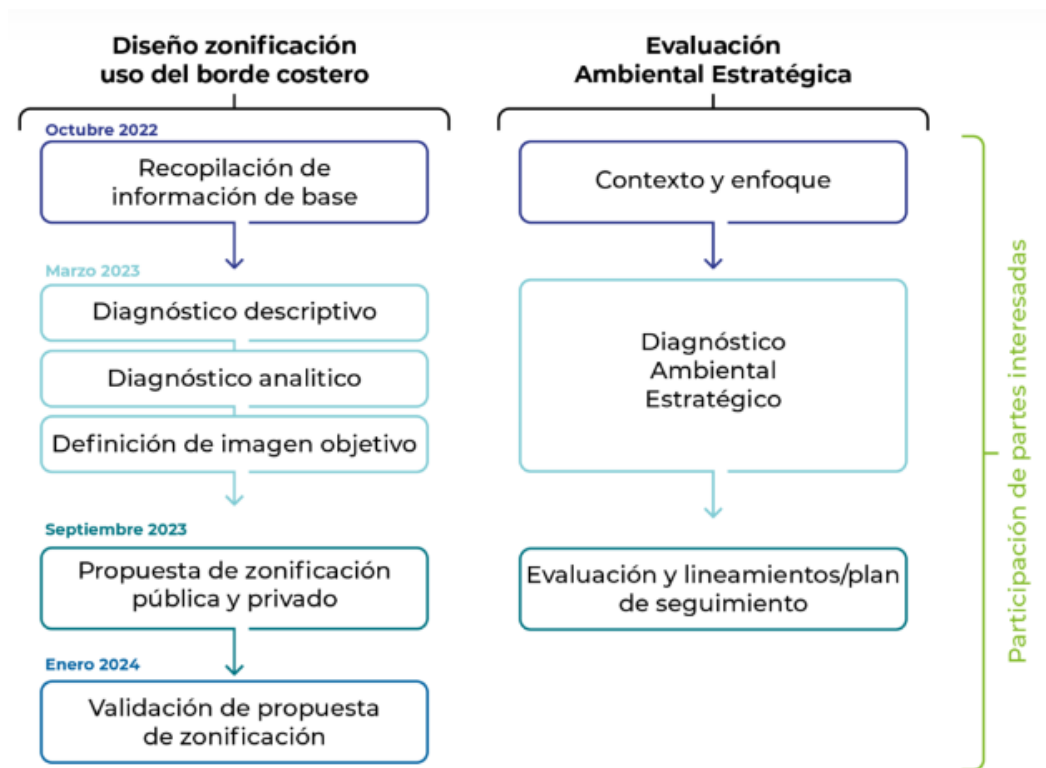 Diseño zonificación
uso del borde costero
Octubre 2022
Recopilación de
información de base
Marzo 2023
Diagnóstico descriptivo
Diagnóstico analitico
Definición de imagen objetivo
Septiembre 2023
Propuesta de zonificación
pública y privado
Enero 2024
Validación de propuesta
de zonificación
Evaluación
Ambiental Estratégica
Contexto y enfoque
Diagnóstico
Ambiental
Estratégico
Evaluación y lineamientos/plan
de seguimiento
Participación de partes interesadas